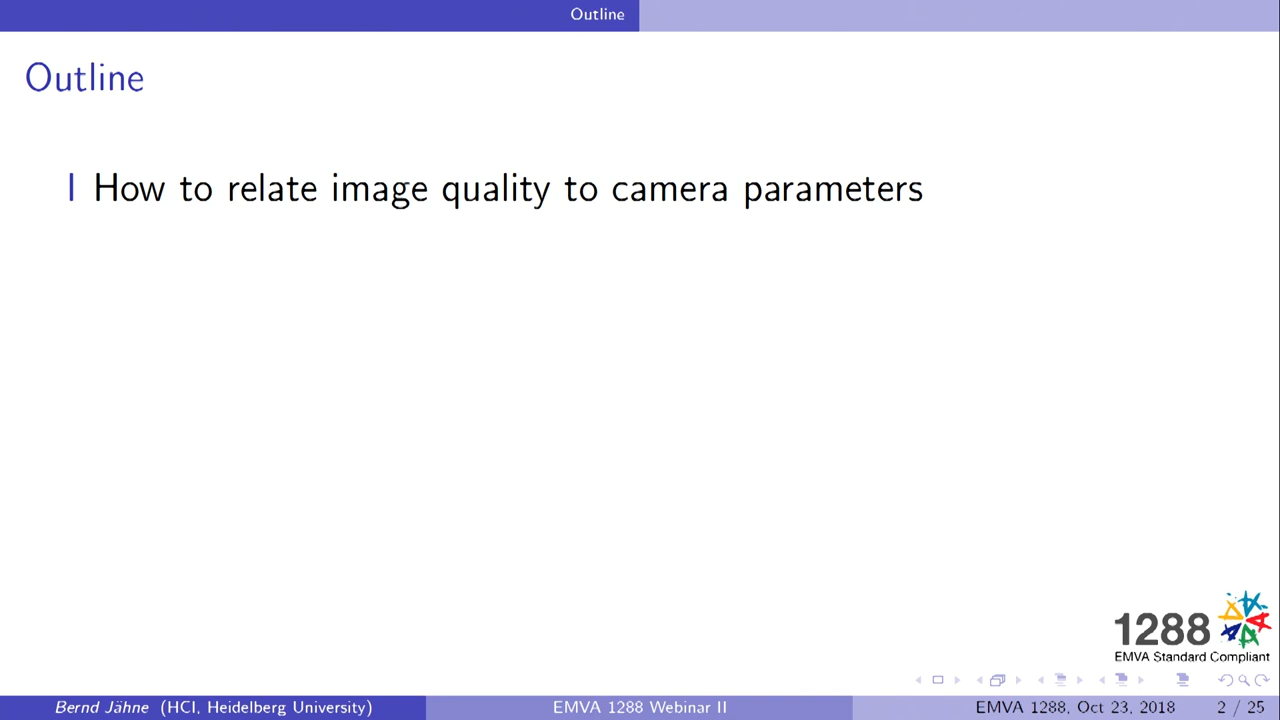 Outline
Outline
I How to relate image quality to camera parameters
1288
EMVA Standard Compliant
Bernd Jähne (HCI, Heidelberg University) EMVA 1288 Webinar II EMVA 1288, Oct 23, 2018 2 / 25